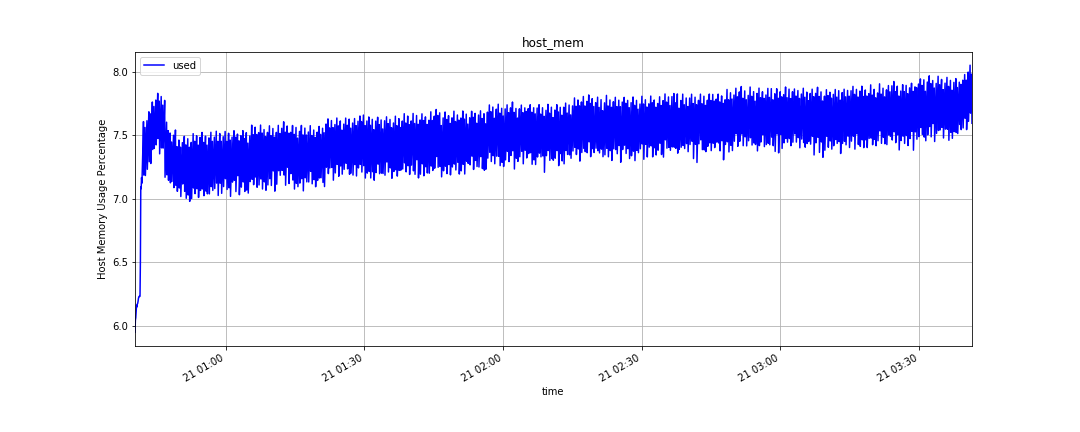 host_mem
used
Host Memory Usage Percentage
8.0
7.5
7.0
6.5
6.0
21 01:00
21 01:30
21 02:00
21 02:30
21 03:00
21 03:30
time